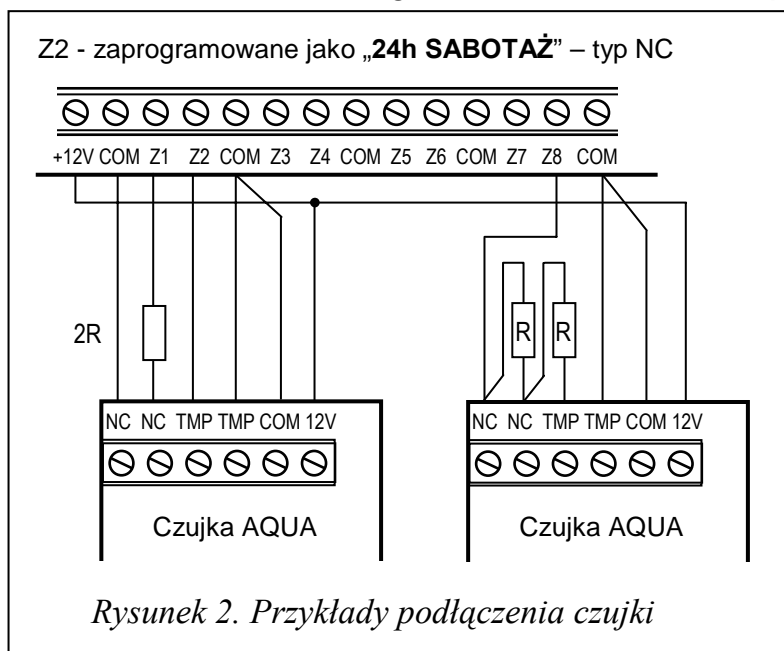 Z2 - zaprogramowane jako „24h SABOTAŻ” – typ NC
+12V COM Z1 Z2 COM Z3 Z4 COM Z5 Z6 COM Z7 Z8 COM
2R
R R
NC NC TMP TMP COM 12V
NC NC TMP TMP COM 12V
Czujka AQUA
Czujka AQUA
Rysunek 2. Przykłady podłączenia czujki